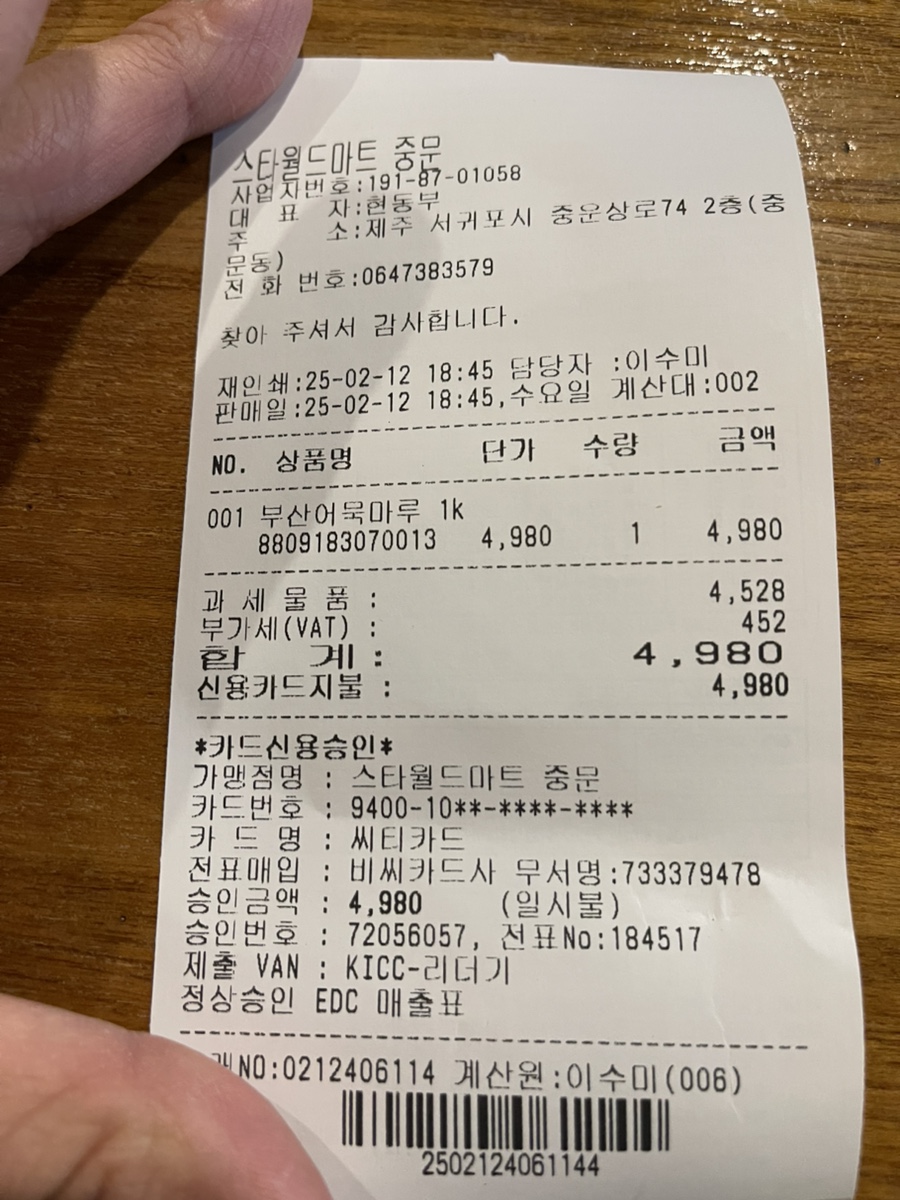 스타월드마트 중문
사업자번호:191-87-01058
대 표 자:현동부
주 소:제주 서귀포시 중문상로74 2층(중
문동)
전 화 번호:0647383579
찾아 주셔서 감사합니다.
재인쇄:25-02-12 18:45 담당자 :이수미
판매일:25-02-12 18:45,수요일 계산대:002
NO. 상품명 단가 수량 금액
001 부산어묵마루 1k
8809183070013 4,980 1 4,980
과 세 물 품 : 4,528
부가세(VAT) : 452
합 계 : 4,980
신용카드지불 : 4,980
*카드신용승인*
가맹점명 : 스타월드마트 중문
카드번호 : 9400-10**-****-****
카 드 명 : 씨티카드
전표매입 : 비씨카드사 무서명:733379478
승인금액 : 4,980 (일시불)
승인번호 : 72056057, 전표No:184517
제출 VAN : KICC-리더기
정상승인 EDC 매출표
NO:0212406114 계산원:이수미(006)
2502124061144